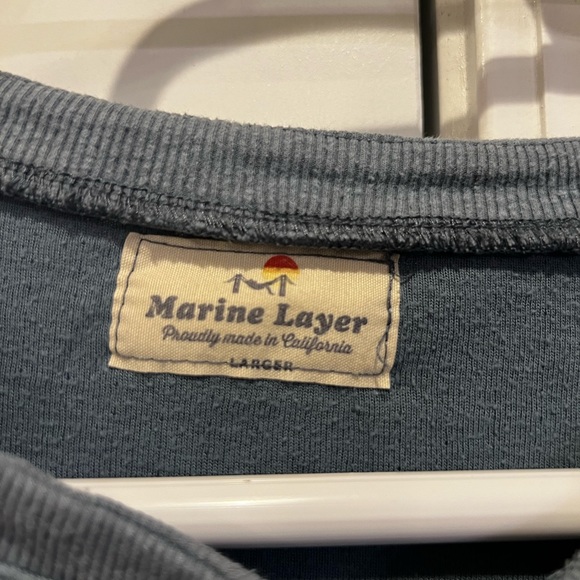 Marine Layer
Proudly made in California
LARGER